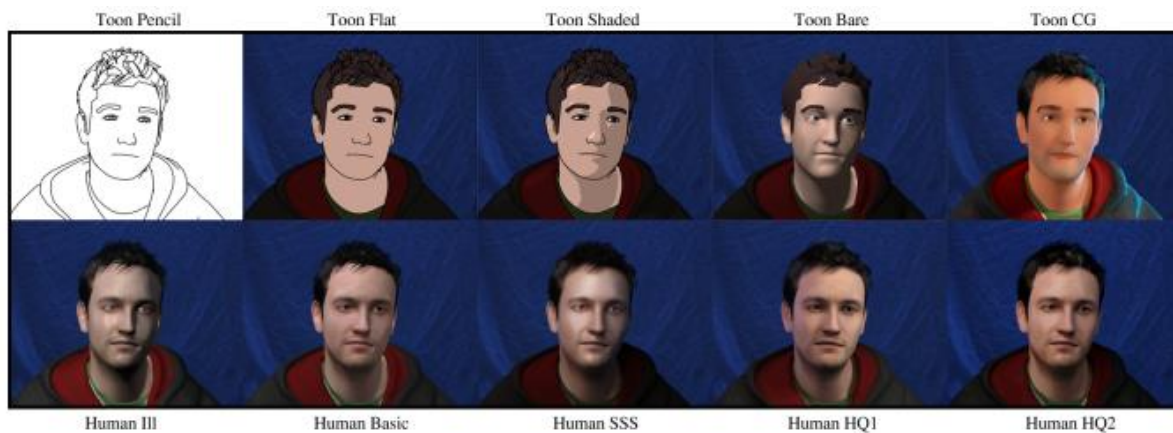 Toon Pencil Toon Flat Toon Shaded Toon Bare Toon CG
Human Ill Human Basic Human SSS Human HQ1 Human HQ2